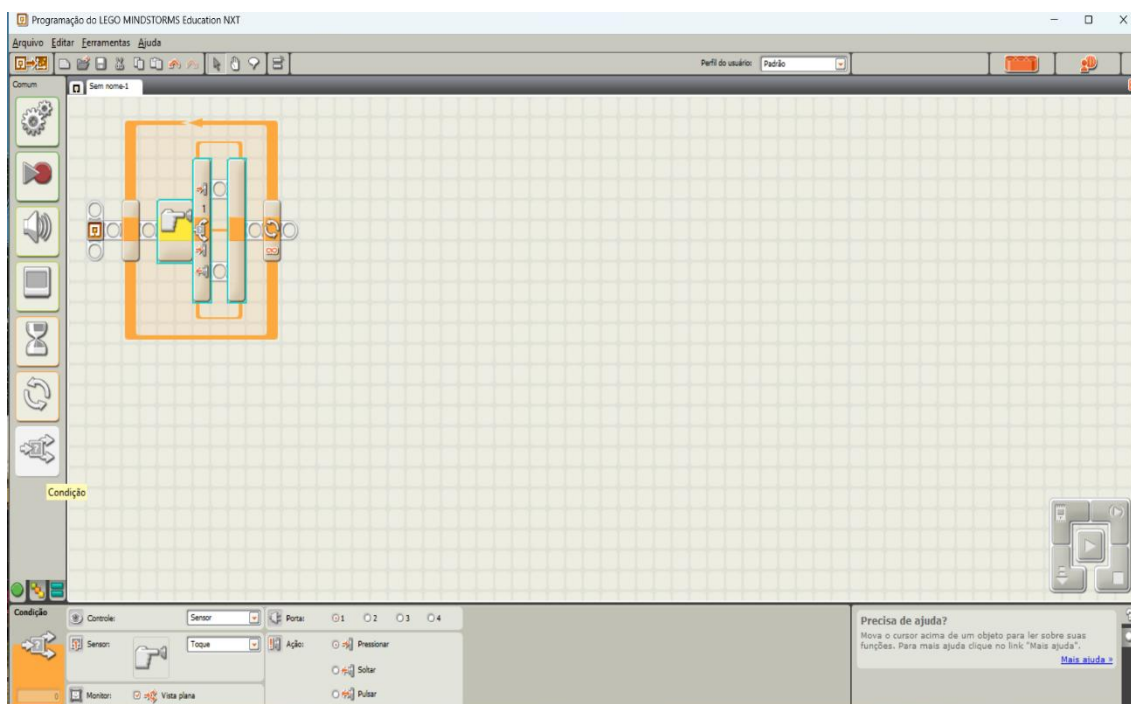 Programação do LEGO MINDSTORMS Education NXT
Arquivo Editar Ferramentas Ajuda
Perfil do usuário: Padrão
Comum
Sem nome-1
1
Condição
Condição
Controle: Sensor
Porta: 1 2 3 4
Sensor: Toque
Ação: Pressionar
Soltar
Pulsar
0
Monitor: Vista plana
Precisa de ajuda?
Mova o cursor acima de um objeto para ler sobre suas
funções. Para mais ajuda clique no link "Mais ajuda".
Mais ajuda »